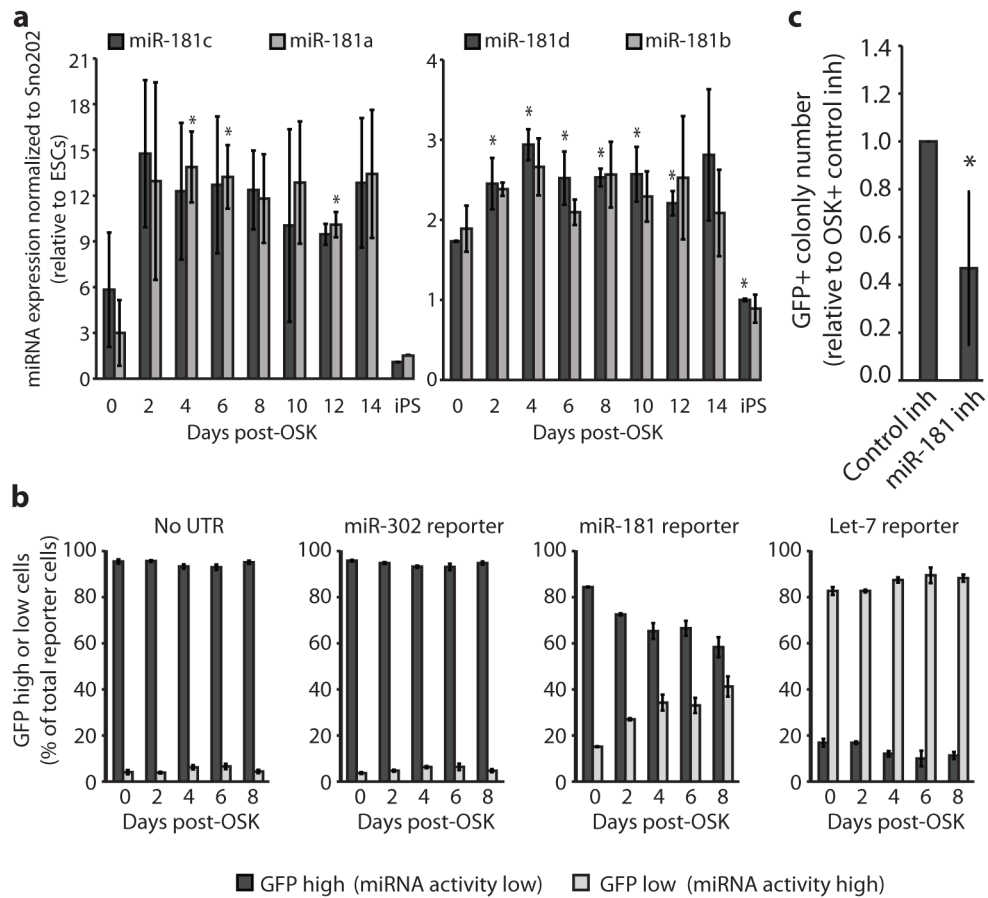 a
miRNA expression normalized to Sno202
(relative to ESCs)
miR-181c miR-181a
21
18
15
12
9
6
3
0
* * *
0 2 4 6 8 10 12 14 iPS
Days post-OSK
miR-181d miR-181b
4
3
2
1
0
* * * * * * *
0 2 4 6 8 10 12 14 iPS
Days post-OSK
c
GFP+ colonly number
(relative to OSK+ control inh)
1.4
1.2
1.0
0.8
0.6
0.4
0.2
0.0
*
Control inh
miR-181 inh
b
GFP high or low cells
(% of total reporter cells)
No UTR
100
80
60
40
20
0
0 2 4 6 8
Days post-OSK
miR-302 reporter
100
80
60
40
20
0
0 2 4 6 8
Days post-OSK
miR-181 reporter
100
80
60
40
20
0
0 2 4 6 8
Days post-OSK
Let-7 reporter
100
80
60
40
20
0
0 2 4 6 8
Days post-OSK
GFP high (miRNA activity low) GFP low (miRNA activity high)